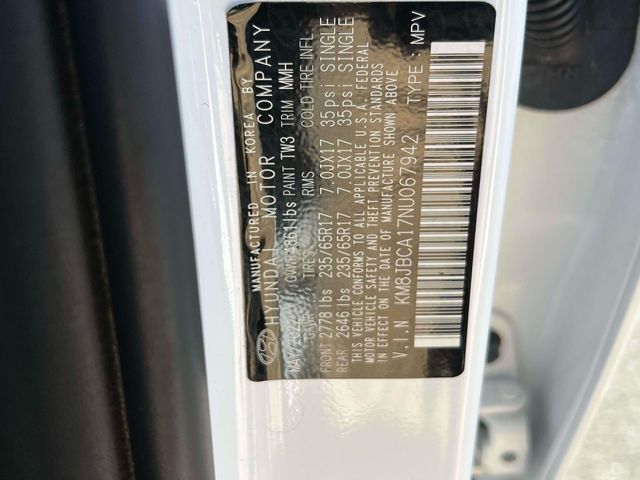 MANUFACTURED IN KOREA BY
HYUNDAI MOTOR COMPANY
PAINT TW3 TRIM MMH
TIRES RIMS COLD TIRE INFL
FRONT 2778 lbs 235/65R17 7.0JX17 35psi SINGLE
REAR 2646 lbs 235/65R17 7.0JX17 35psi SINGLE
THIS VEHICLE CONFORMS TO ALL APPLICABLE U.S.A. FEDERAL
MOTOR VEHICLE SAFETY AND THEFT PREVENTION STANDARDS
IN EFFECT ON THE DATE OF MANUFACTURE SHOWN ABOVE
V.I.N : KM8JBCA17NU067942 TYPE : MPV